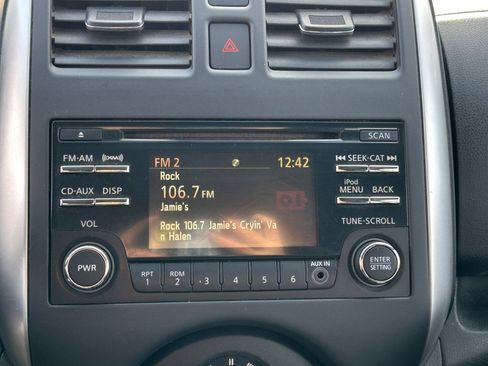 SCAN
FM·AM
(XM)
FM 2
12:42
SEEK·CAT
Rock
106.7 FM
Jamie's
Rock 106.7 Jamie's Cryin' Va
n Halen
CD·AUX DISP
iPod
MENU BACK
VOL
TUNE·SCROLL
PWR
ENTER
SETTING
RPT
1
RDM
2
3
4
5
6
AUX IN